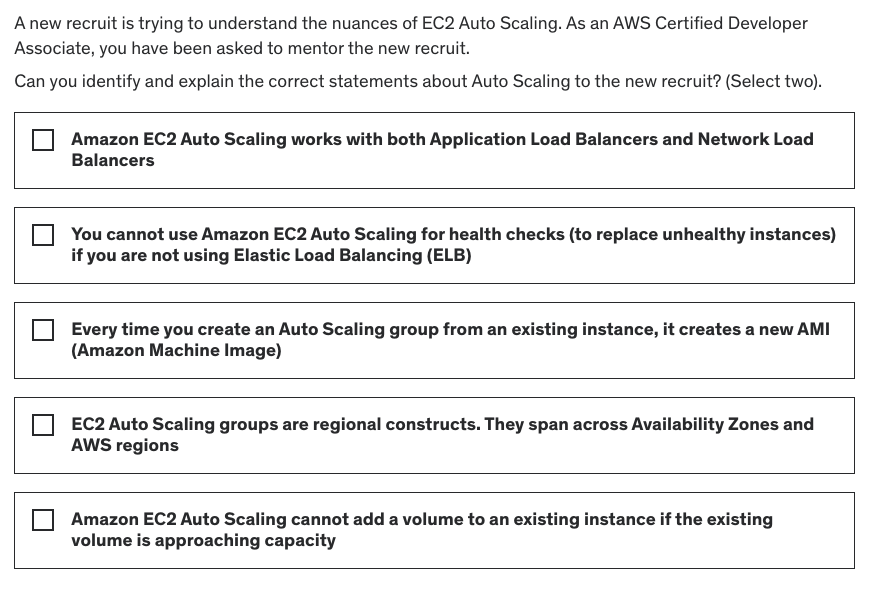 A new recruit is trying to understand the nuances of EC2 Auto Scaling. As an AWS Certified Developer
Associate, you have been asked to mentor the new recruit.
Can you identify and explain the correct statements about Auto Scaling to the new recruit? (Select two).
Amazon EC2 Auto Scaling works with both Application Load Balancers and Network Load
Balancers
You cannot use Amazon EC2 Auto Scaling for health checks (to replace unhealthy instances)
if you are not using Elastic Load Balancing (ELB)
Every time you create an Auto Scaling group from an existing instance, it creates a new AMI
(Amazon Machine Image)
EC2 Auto Scaling groups are regional constructs. They span across Availability Zones and
AWS regions
Amazon EC2 Auto Scaling cannot add a volume to an existing instance if the existing
volume is approaching capacity